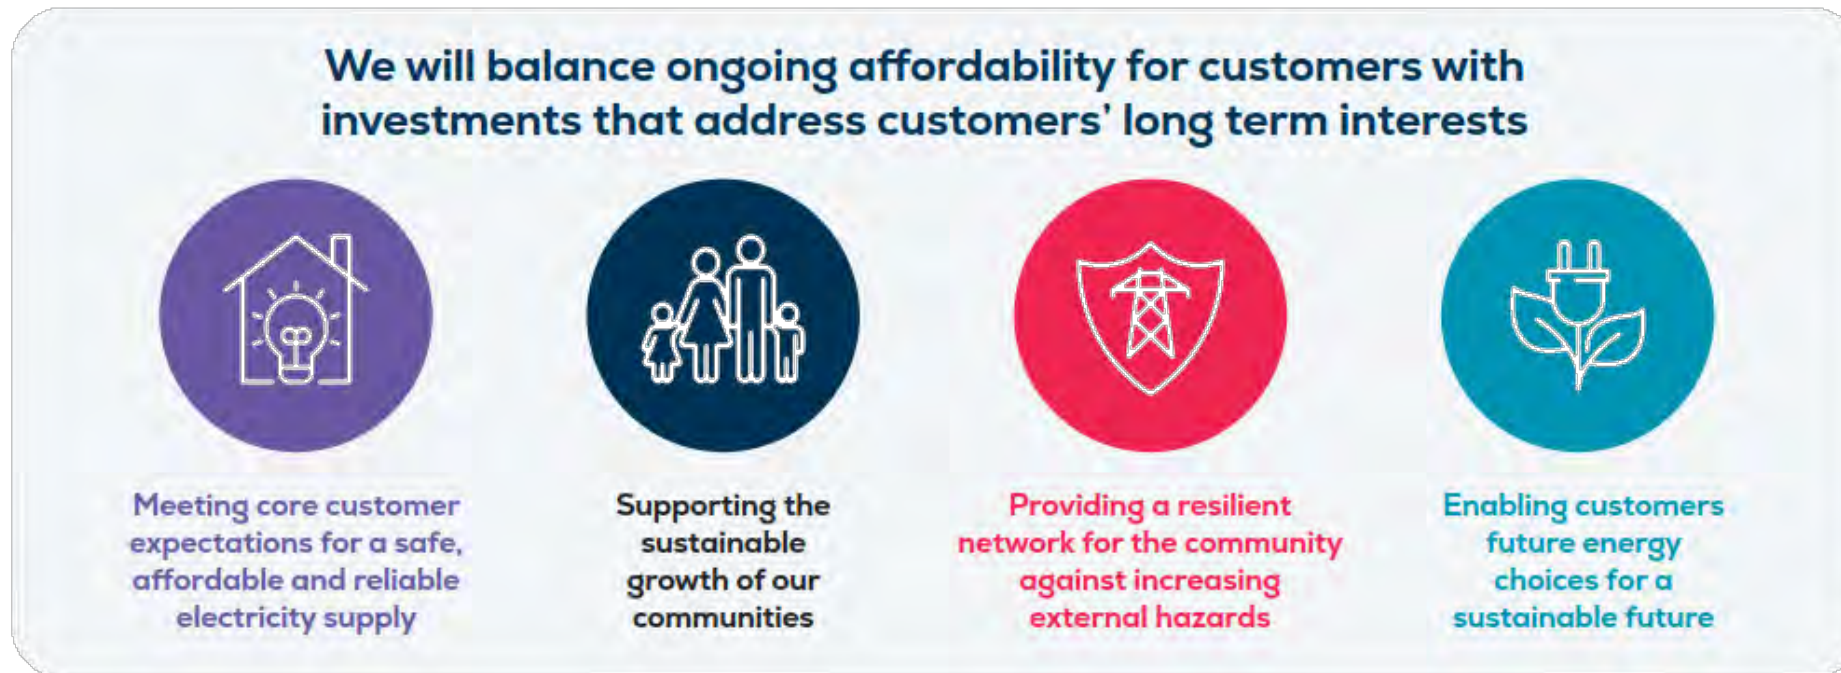 We will balance ongoing affordability for customers with
investments that address customers’ long term interests
Meeting core customer
expectations for a safe,
affordable and reliable
electricity supply
Supporting the
sustainable
growth of our
communities
Providing a resilient
network for the community
against increasing
external hazards
Enabling customers
future energy
choices for a
sustainable future